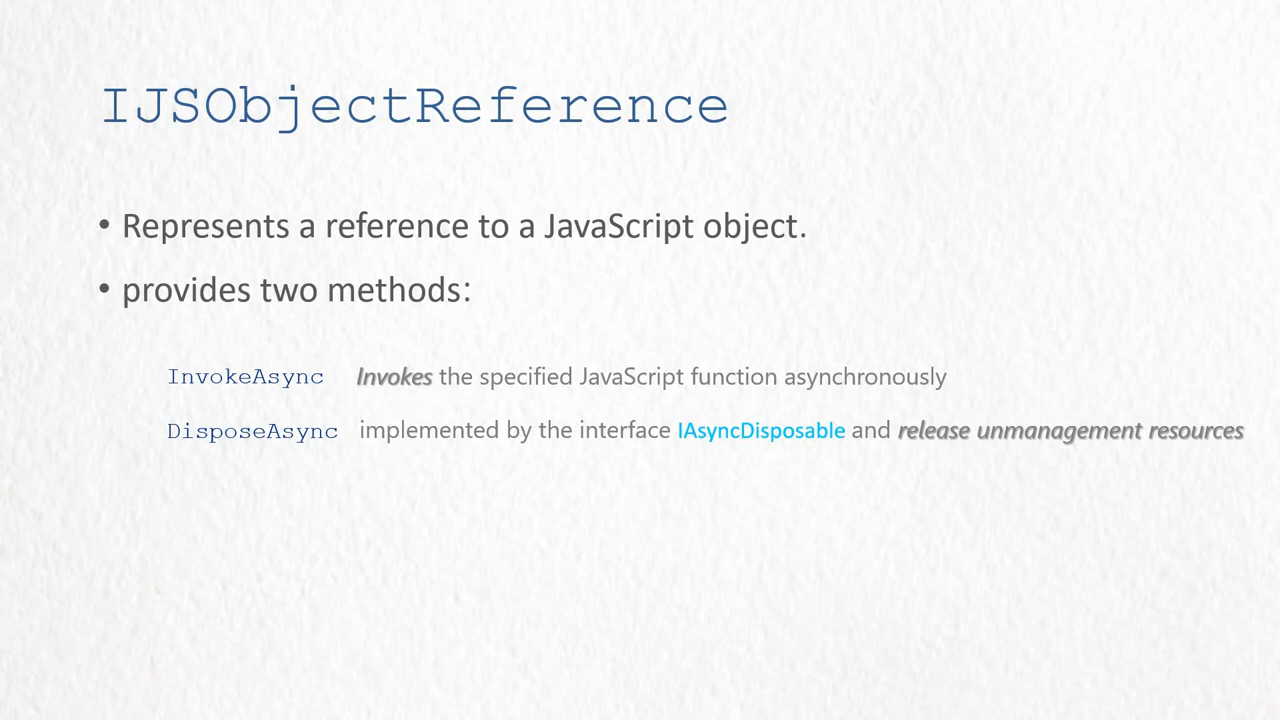 IJSObjectReference
• Represents a reference to a JavaScript object.
• provides two methods:
InvokeAsync Invokes the specified JavaScript function asynchronously
DisposeAsync implemented by the interface IAsyncDisposable and release unmanagement resources